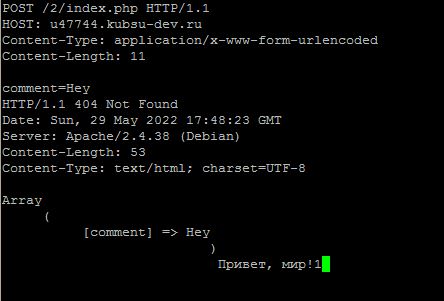 POST /2/index.php HTTP/1.1
HOST: u47744.kubsu-dev.ru
Content-Type: application/x-www-form-urlencoded
Content-Length: 11

comment=Hey
HTTP/1.1 404 Not Found
Date: Sun, 29 May 2022 17:48:23 GMT
Server: Apache/2.4.38 (Debian)
Content-Length: 53
Content-Type: text/html; charset=UTF-8

Array
(
[comment] => Hey
)
Привет, мир!1